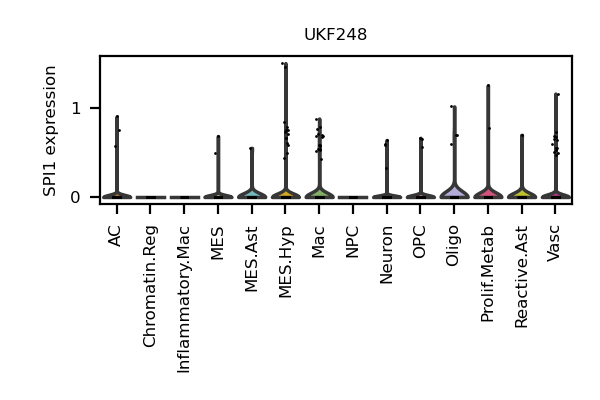 UKF248
SPI1 expression
1
0
AC
Chromatin.Reg
Inflammatory.Mac
MES
MES.Ast
MES.Hyp
Mac
NPC
Neuron
OPC
Oligo
Prolif.Metab
Reactive.Ast
Vasc